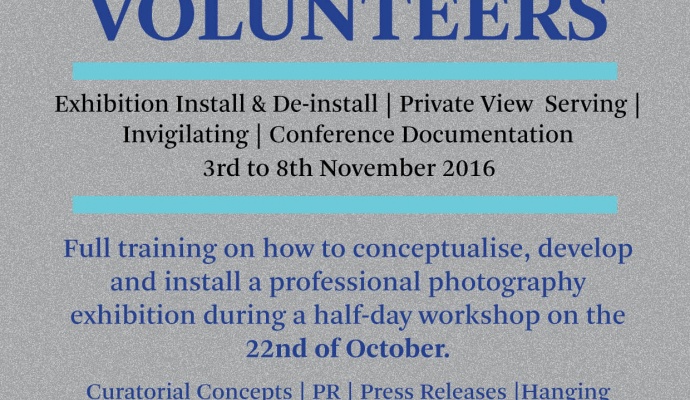 VOLUNTEERS
Exhibition Install & De-install | Private View Serving |
Invigilating | Conference Documentation
3rd to 8th November 2016
Full training on how to conceptualise, develop
and install a professional photography
exhibition during a half-day workshop on the
22nd of October.
Curatorial Concepts | PR | Press Releases |Hanging